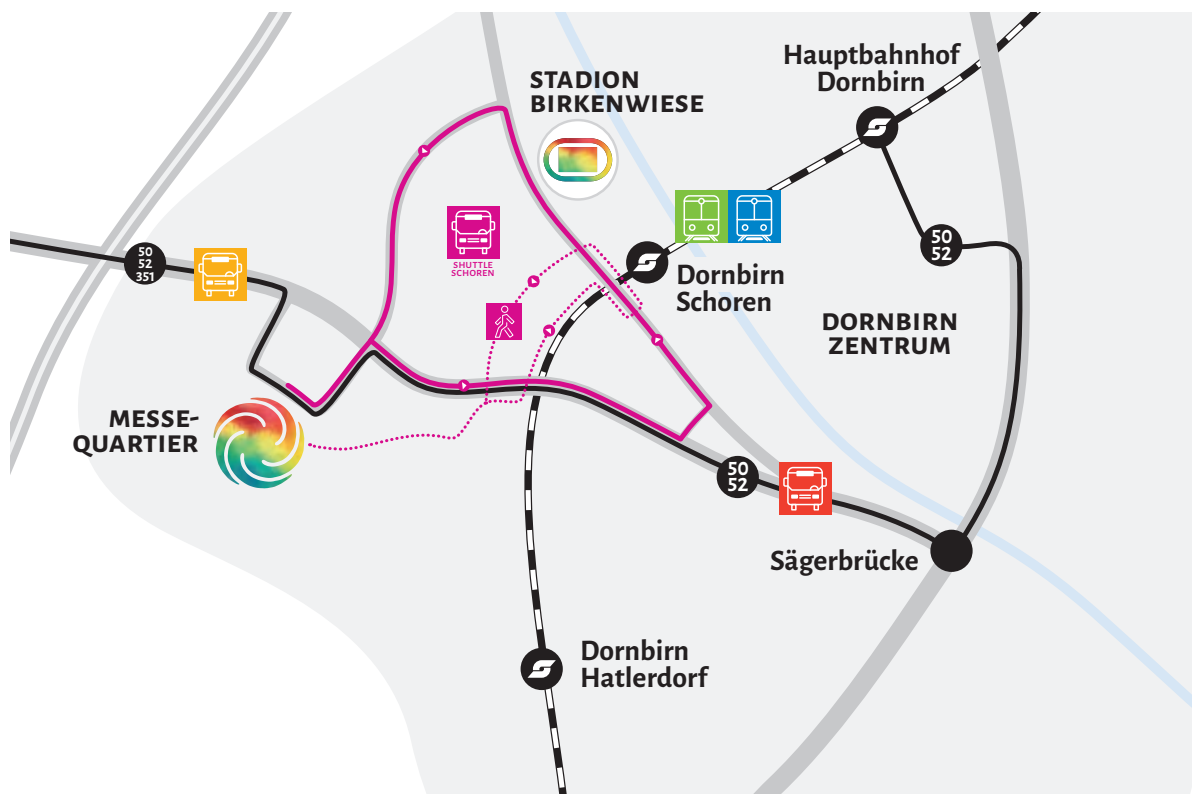 Hauptbahnhof
Dornbirn
STADION
BIRKENWIESE
50
52
351
SHUTTLE
SCHOREN
Dornbirn
Schoren
50
52
DORNBIRN
ZENTRUM
MESSE-
QUARTIER
50
52
Sägerbrücke
Dornbirn
Hatlerdorf